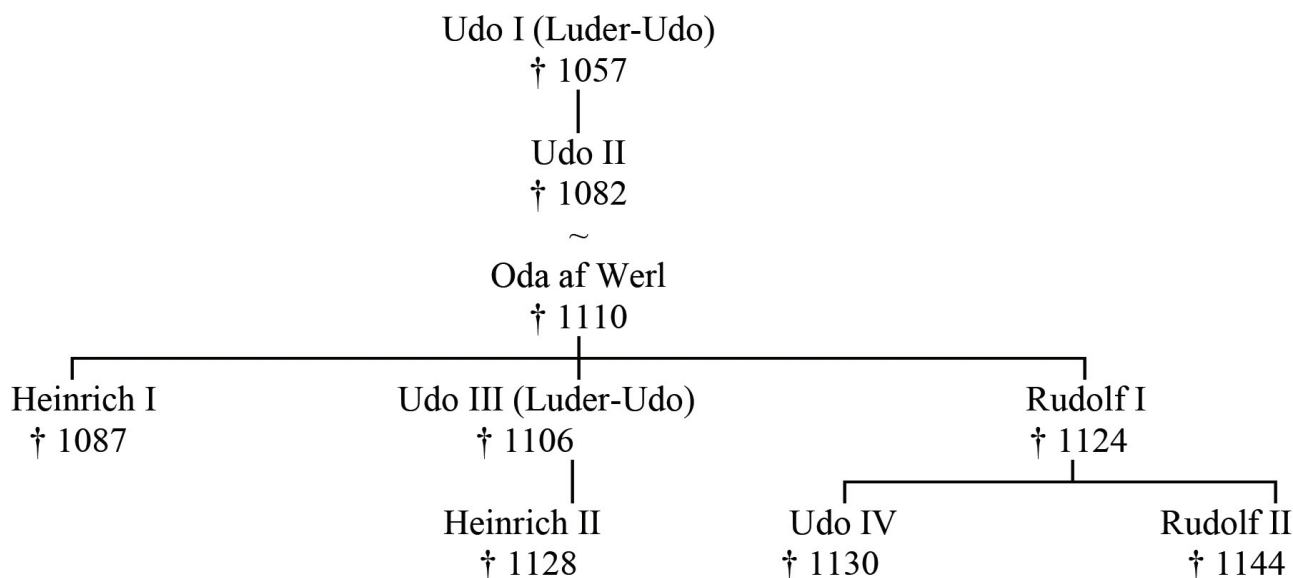 Udo I (Luder-Udo)
† 1057
Udo II
† 1082
~
Oda af Werl
† 1110
Heinrich I
† 1087
Udo III (Luder-Udo)
† 1106
Rudolf I
† 1124
Heinrich II
† 1128
Udo IV
† 1130
Rudolf II
† 1144